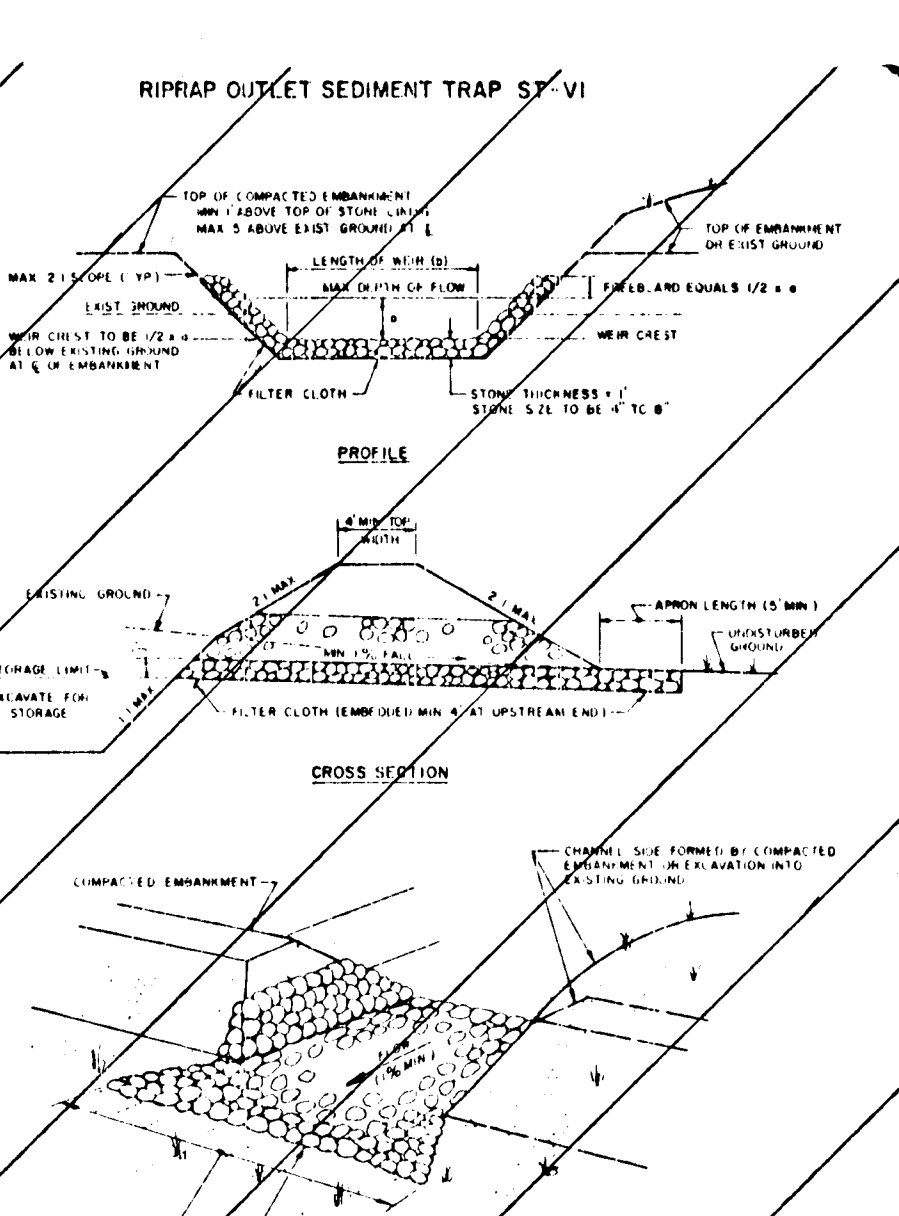 RIPRAP OUTLET SEDIMENT TRAP ST-VI
TOP OF COMPACTED EMBANKMENT
MIN 1' ABOVE TOP OF STONE LINING
MAX 5' ABOVE EXIST GROUND AT ℄
TOP OF EMBANKMENT
OR EXIST GROUND
LENGTH OF WEIR (b)
MAX 2:1 SLOPE (TYP)
MAX DEPTH OF FLOW
FREEBOARD EQUALS 1/2 x a
EXIST GROUND
a
WEIR CREST TO BE 1/2 x a
BELOW EXISTING GROUND
AT ℄ OF EMBANKMENT
WEIR CREST
FILTER CLOTH
STONE THICKNESS = 1'
STONE SIZE TO BE 4" TO 8"
PROFILE
4' MIN TOP
WIDTH
2:1 MAX
2:1 MAX
EXISTING GROUND
APRON LENGTH (5' MIN.)
UNDISTURBED
GROUND
MIN 1% FALL
TORAGE LIMIT
XCAVATE FOR
STORAGE
1:1 MAX
FILTER CLOTH (EMBEDDED MIN 4" AT UPSTREAM END)
CROSS SECTION
CHANNEL SIDE FORMED BY COMPACTED
EMBANKMENT OR EXCAVATION INTO
EXISTING GROUND
COMPACTED EMBANKMENT
FLOW
(1% MIN.)